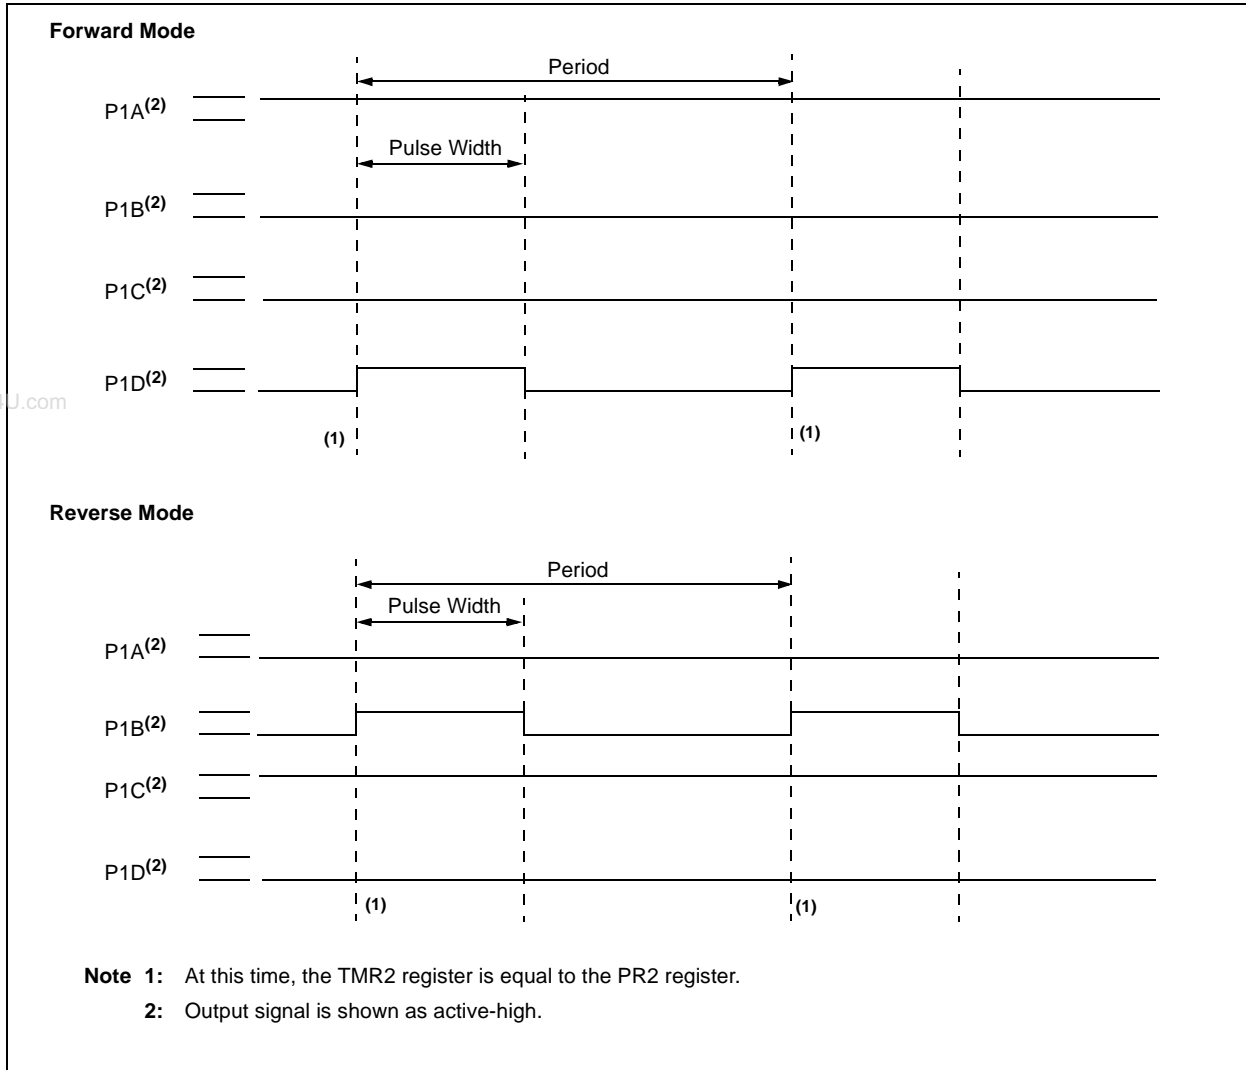 Forward Mode
Period
P1A(2)
Pulse Width
P1B(2)
P1C(2)
P1D(2)
U.com
(1)
(1)
Reverse Mode
Period
Pulse Width
P1A(2)
P1B(2)
P1C(2)
P1D(2)
(1)
(1)
Note 1: At this time, the TMR2 register is equal to the PR2 register.
2: Output signal is shown as active-high.